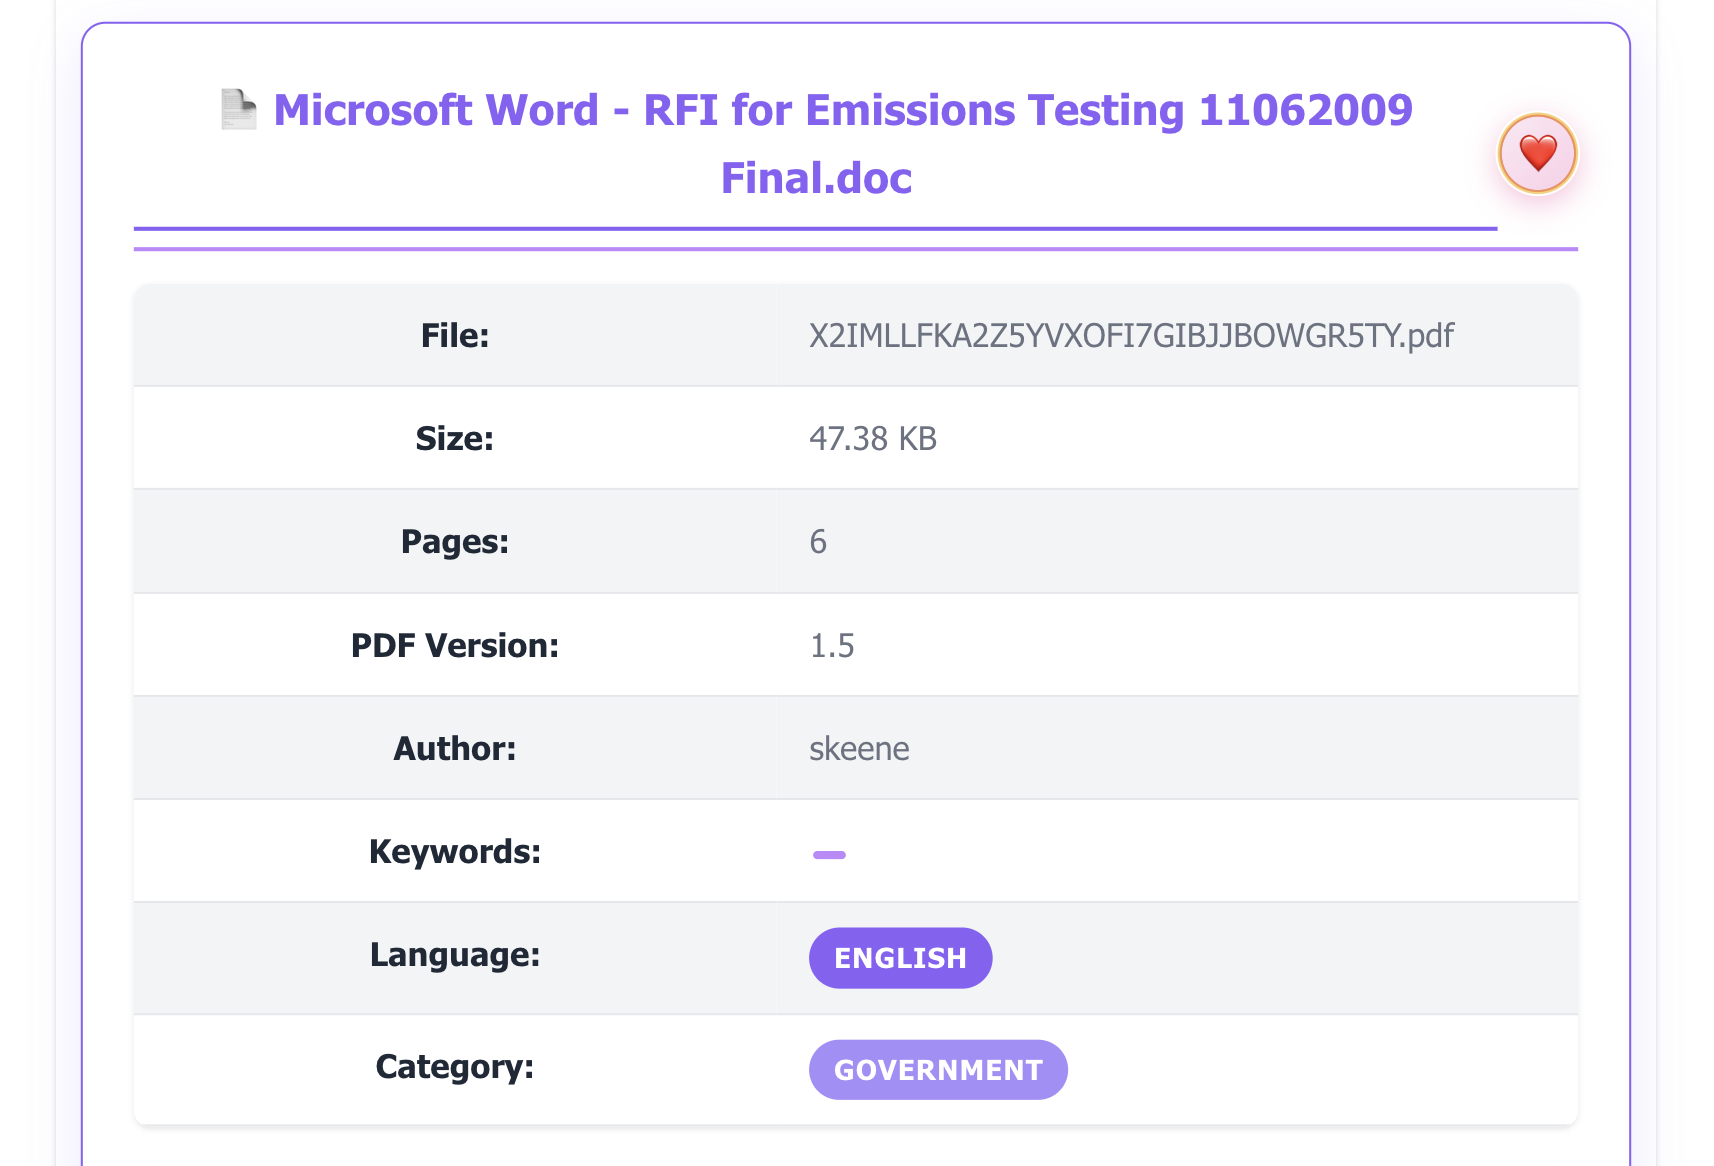 Microsoft Word - RFI for Emissions Testing 11062009
Final.doc
File: X2IMLLFKA2Z5YVXOFI7GIBJJBOWGR5TY.pdf
Size: 47.38 KB
Pages: 6
PDF Version: 1.5
Author: skeene
Keywords: —
Language: ENGLISH
Category: GOVERNMENT